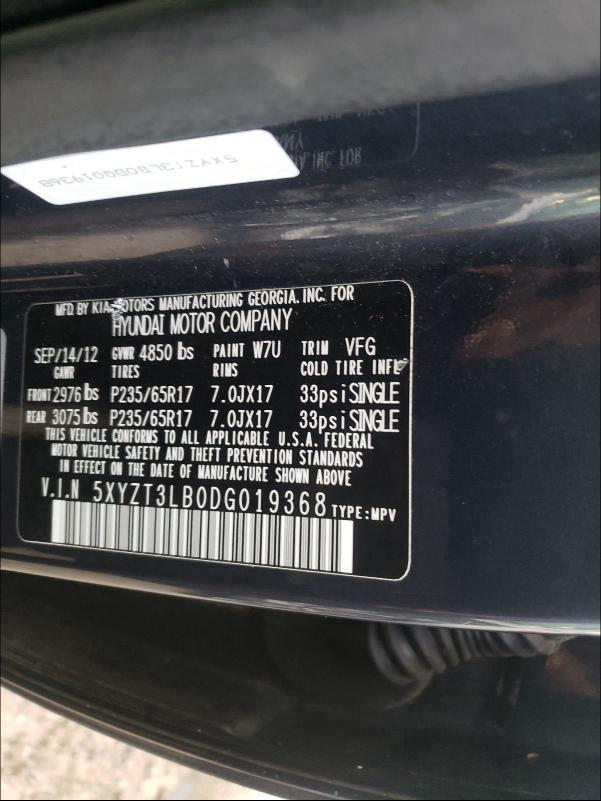 5XYZT3LB0DG019368
MFD BY KIA MOTORS MANUFACTURING GEORGIA. INC. FOR
HYUNDAI MOTOR COMPANY
SEP/14/12 GVWR 4850 lbs PAINT W7U TRIM VFG
GAWR TIRES RIMS COLD TIRE INFL
FRONT 2976 lbs P235/65R17 7.0JX17 33psi SINGLE
REAR 3075 lbs P235/65R17 7.0JX17 33psi SINGLE
THIS VEHICLE CONFORMS TO ALL APPLICABLE U.S.A. FEDERAL
MOTOR VEHICLE SAFETY AND THEFT PREVENTION STANDARDS
IN EFFECT ON THE DATE OF MANUFACTURE SHOWN ABOVE
V.I.N 5XYZT3LB0DG019368 TYPE:MPV